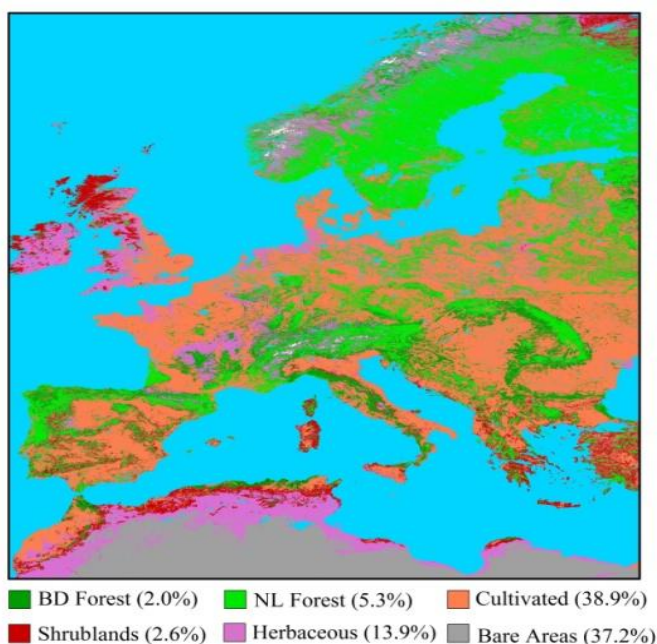 BD Forest (2.0%) NL Forest (5.3%) Cultivated (38.9%)
Shrublands (2.6%) Herbaceous (13.9%) Bare Areas (37.2%)